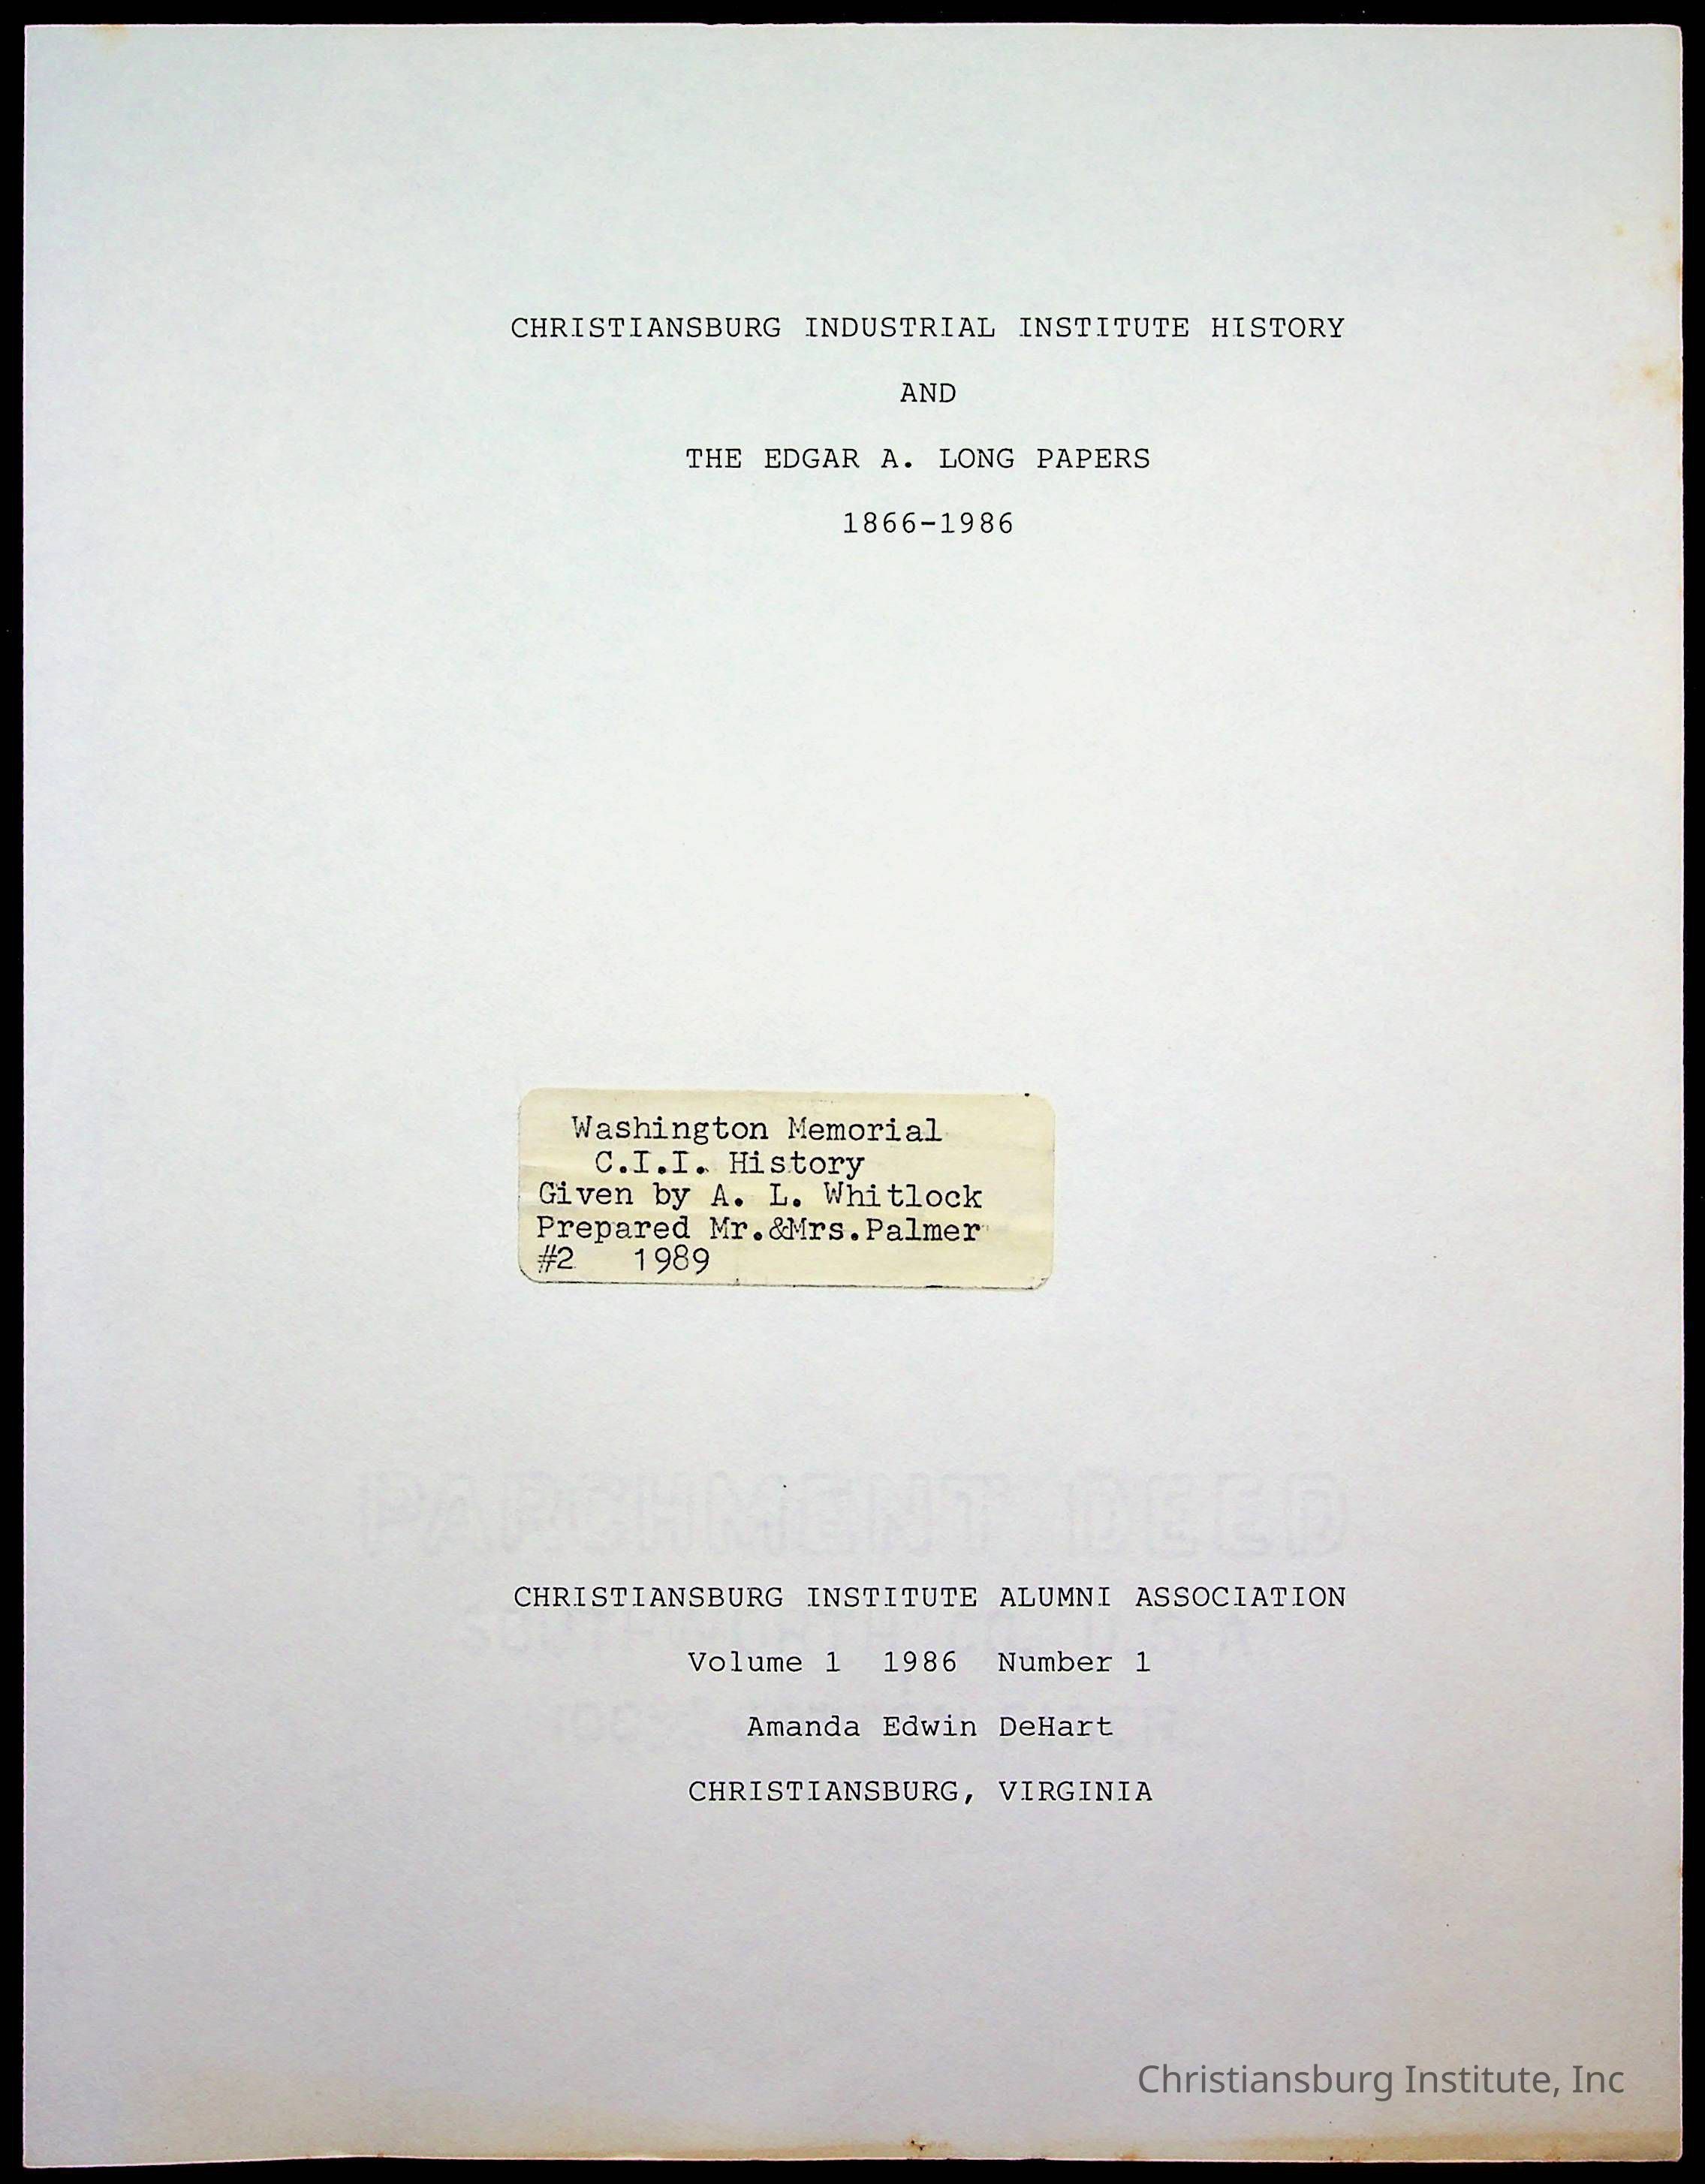 CHRISTIANSBURG INDUSTRIAL INSTITUTE HISTORY
AND
THE EDGAR A. LONG PAPERS
1866-1986
Washington Memorial
C.I.I. History
Given by A. L. Whitlock
Prepared Mr.&Mrs.Palmer
#2 1989
PARCHMENT DEED
CHRISTIANSBURG INSTITUTE ALUMNI ASSOCIATION
Volume 1 1986 Number 1
Amanda Edwin DeHart
CHRISTIANSBURG, VIRGINIA
Christiansburg Institute, Inc